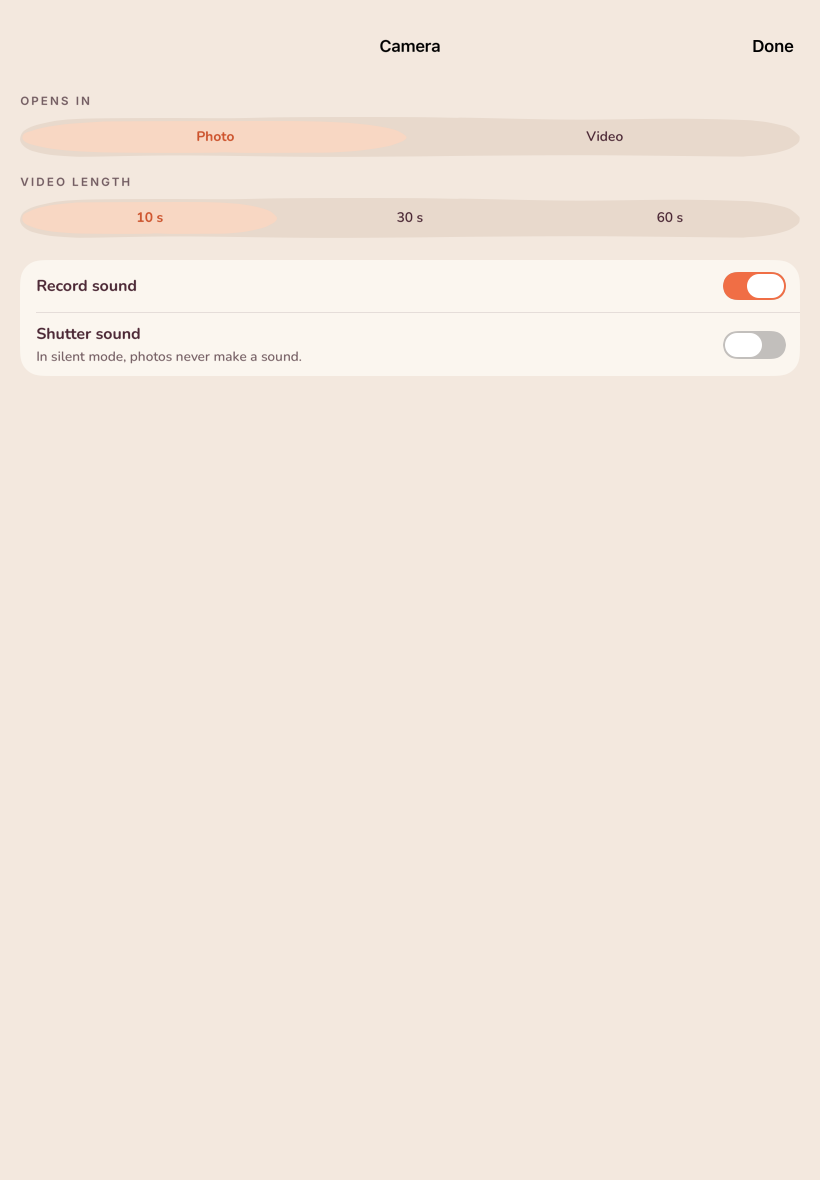 Camera
Done
OPENS IN
Photo
Video
VIDEO LENGTH
10 s
30 s
60 s
Record sound
Shutter sound
In silent mode, photos never make a sound.